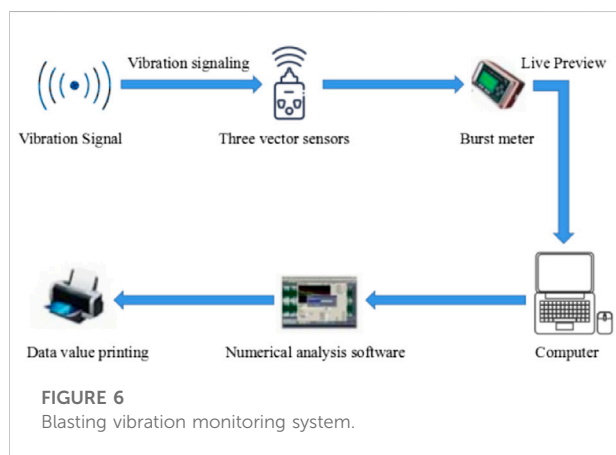 Vibration signaling
Live Preview
Vibration Signal
Three vector sensors
Burst meter
Data value printing
Numerical analysis software
Computer
FIGURE 6
Blasting vibration monitoring system.